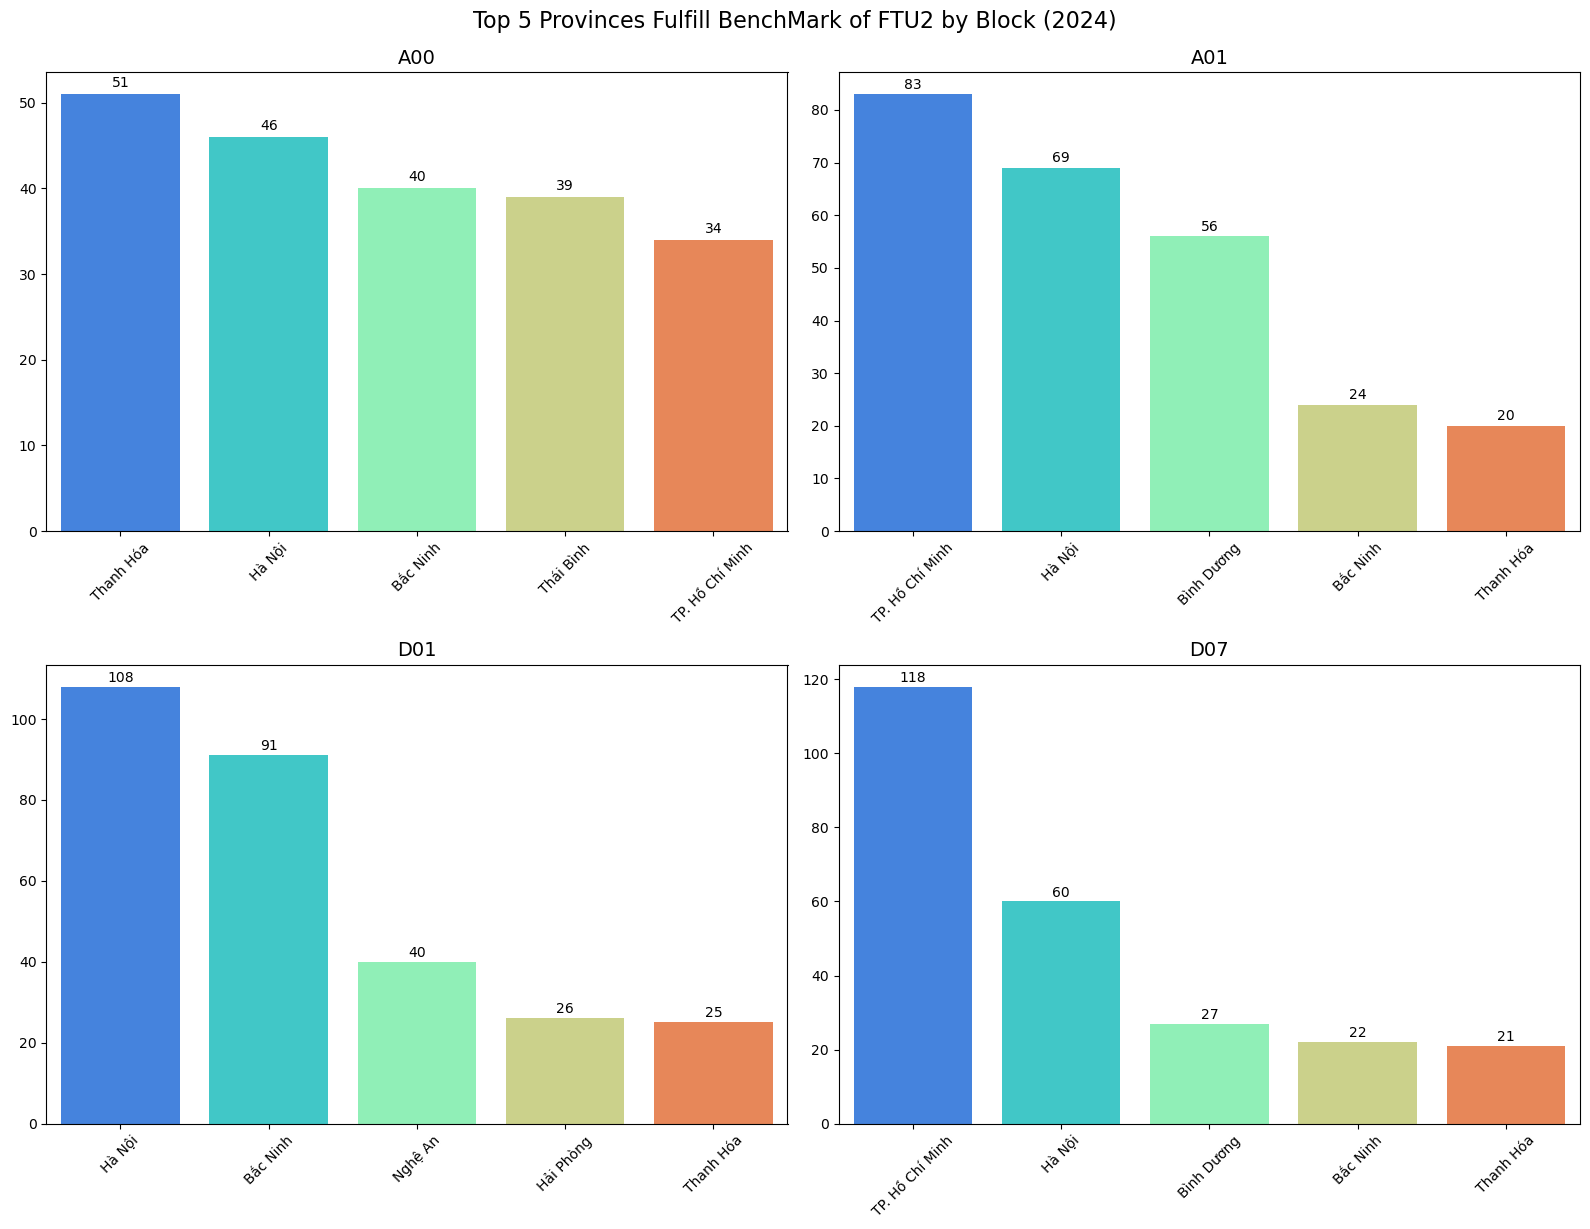 Top 5 Provinces Fulfill BenchMark of FTU2 by Block (2024)
A00
51
46
40
39
34
50
40
30
20
10
0
Thanh Hóa
Hà Nội
Bắc Ninh
Thái Bình
TP. Hồ Chí Minh
A01
83
69
56
24
20
80
70
60
50
40
30
20
10
0
TP. Hồ Chí Minh
Hà Nội
Bình Dương
Bắc Ninh
Thanh Hóa
D01
108
91
40
26
25
100
80
60
40
20
0
Hà Nội
Bắc Ninh
Nghệ An
Hải Phòng
Thanh Hóa
D07
118
60
27
22
21
120
100
80
60
40
20
0
TP. Hồ Chí Minh
Hà Nội
Bình Dương
Bắc Ninh
Thanh Hóa